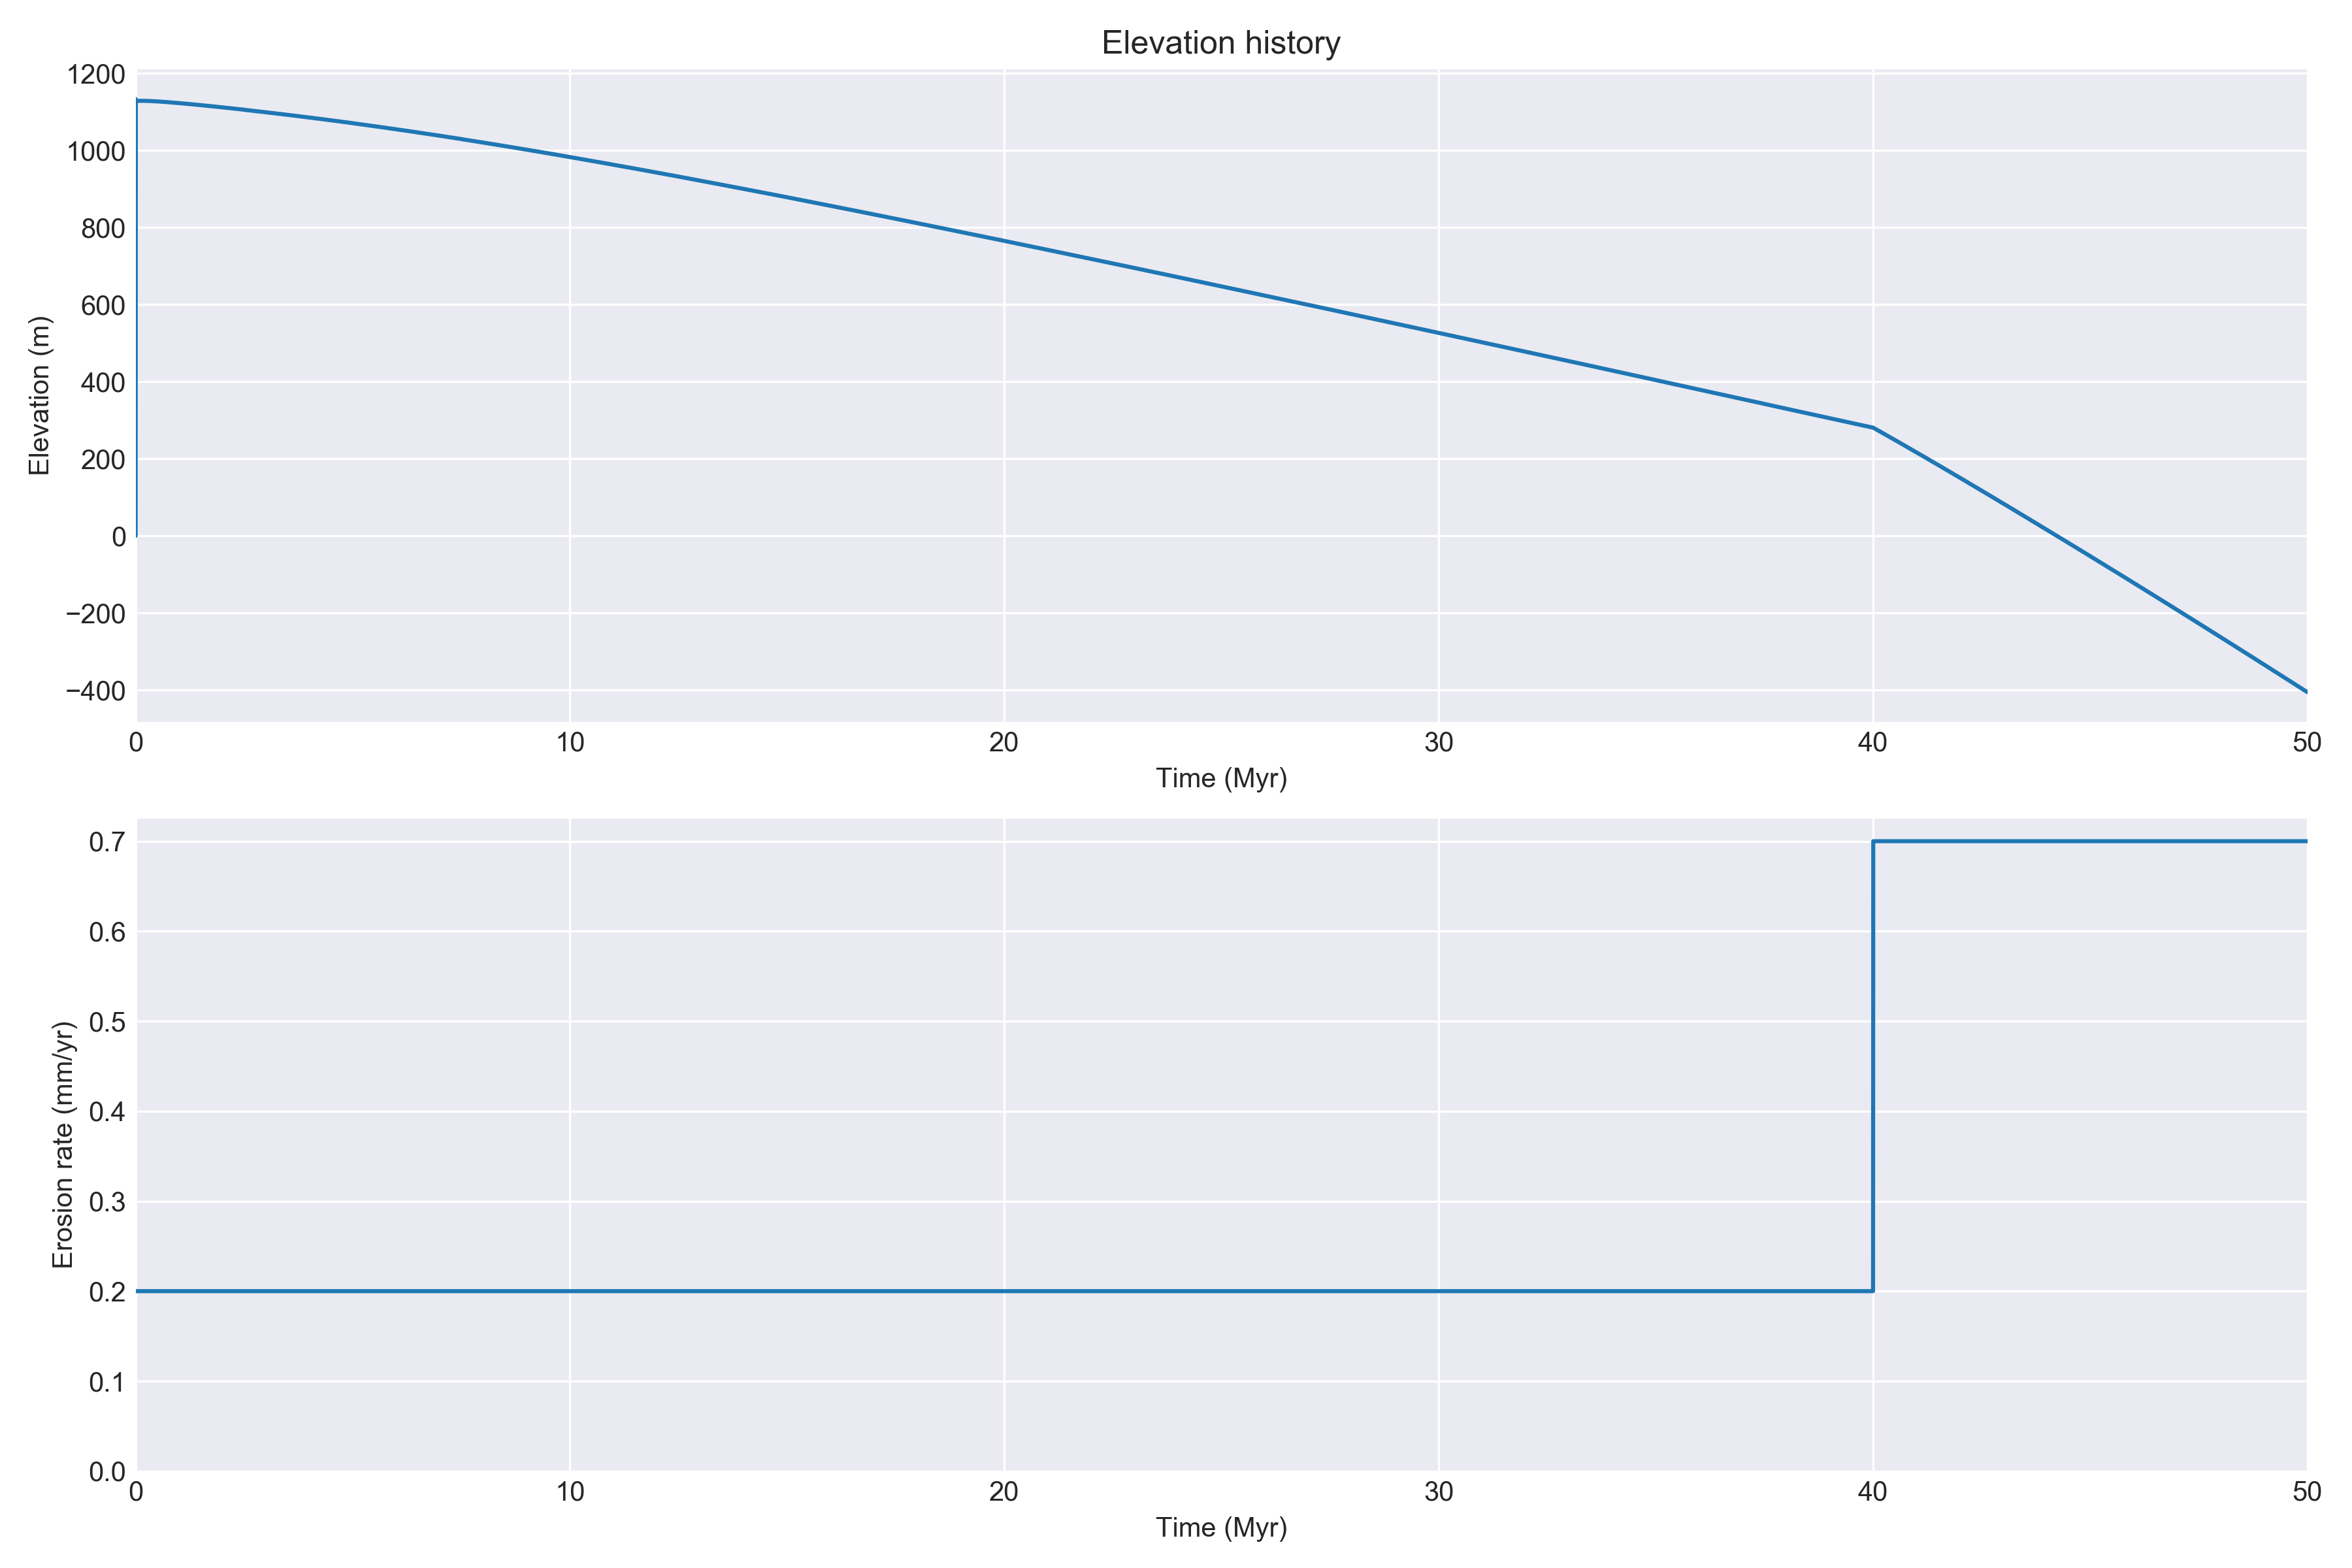 Elevation history
1200
1000
800
600
400
200
0
−200
−400
Elevation (m)
0 10 20 30 40 50
Time (Myr)
0.7
0.6
0.5
0.4
0.3
0.2
0.1
0.0
Erosion rate (mm/yr)
0 10 20 30 40 50
Time (Myr)